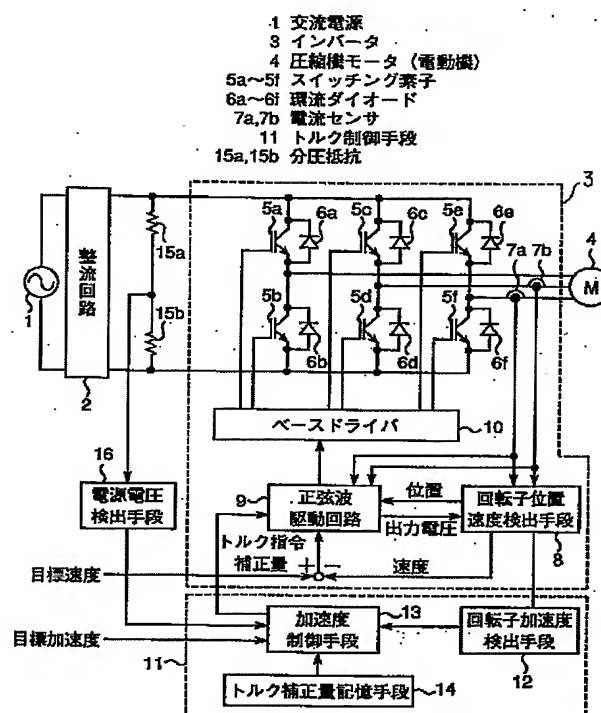 1 交流電源
3 インバータ
4 圧縮機モータ (電動機)
5a～5f スイッチング素子
6a～6f 環流ダイオード
7a,7b 電流センサ
11 トルク制御手段
15a,15b 分圧抵抗
3
5a 6a 5c 6c 5e 6e
7a 7b 4
15a
整流回路
M
1
15b
5b 5d 5f
6b 6d 6f
2
ベースドライバ 10
16
電源電圧
検出手段
9
正弦波
駆動回路
位置
出力電圧
回転子位置
速度検出手段
8
トルク指令
補正量
+ −
速度
目標速度
加速度
制御手段
13
回転子加速度
検出手段
12
目標加速度
11
トルク補正量記憶手段
14